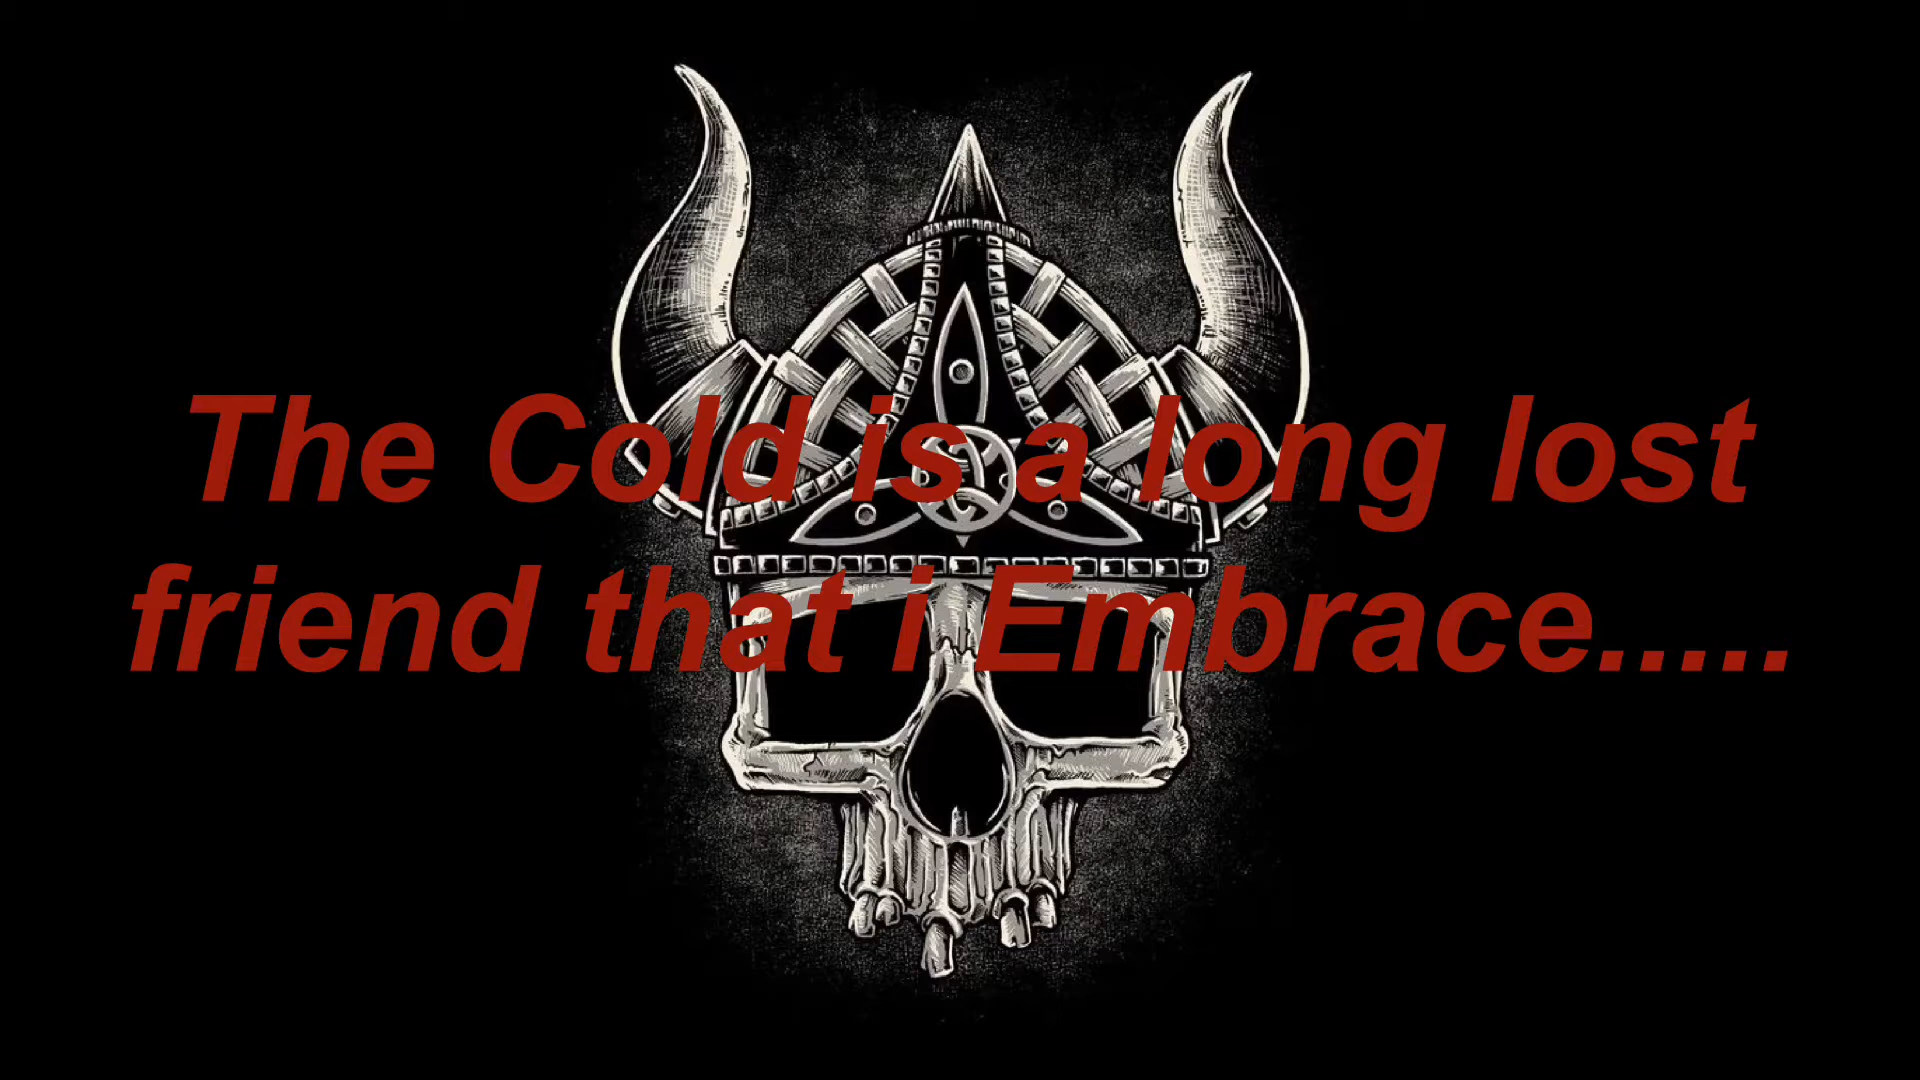 The Cold is a long lost
friend that i Embrace.....